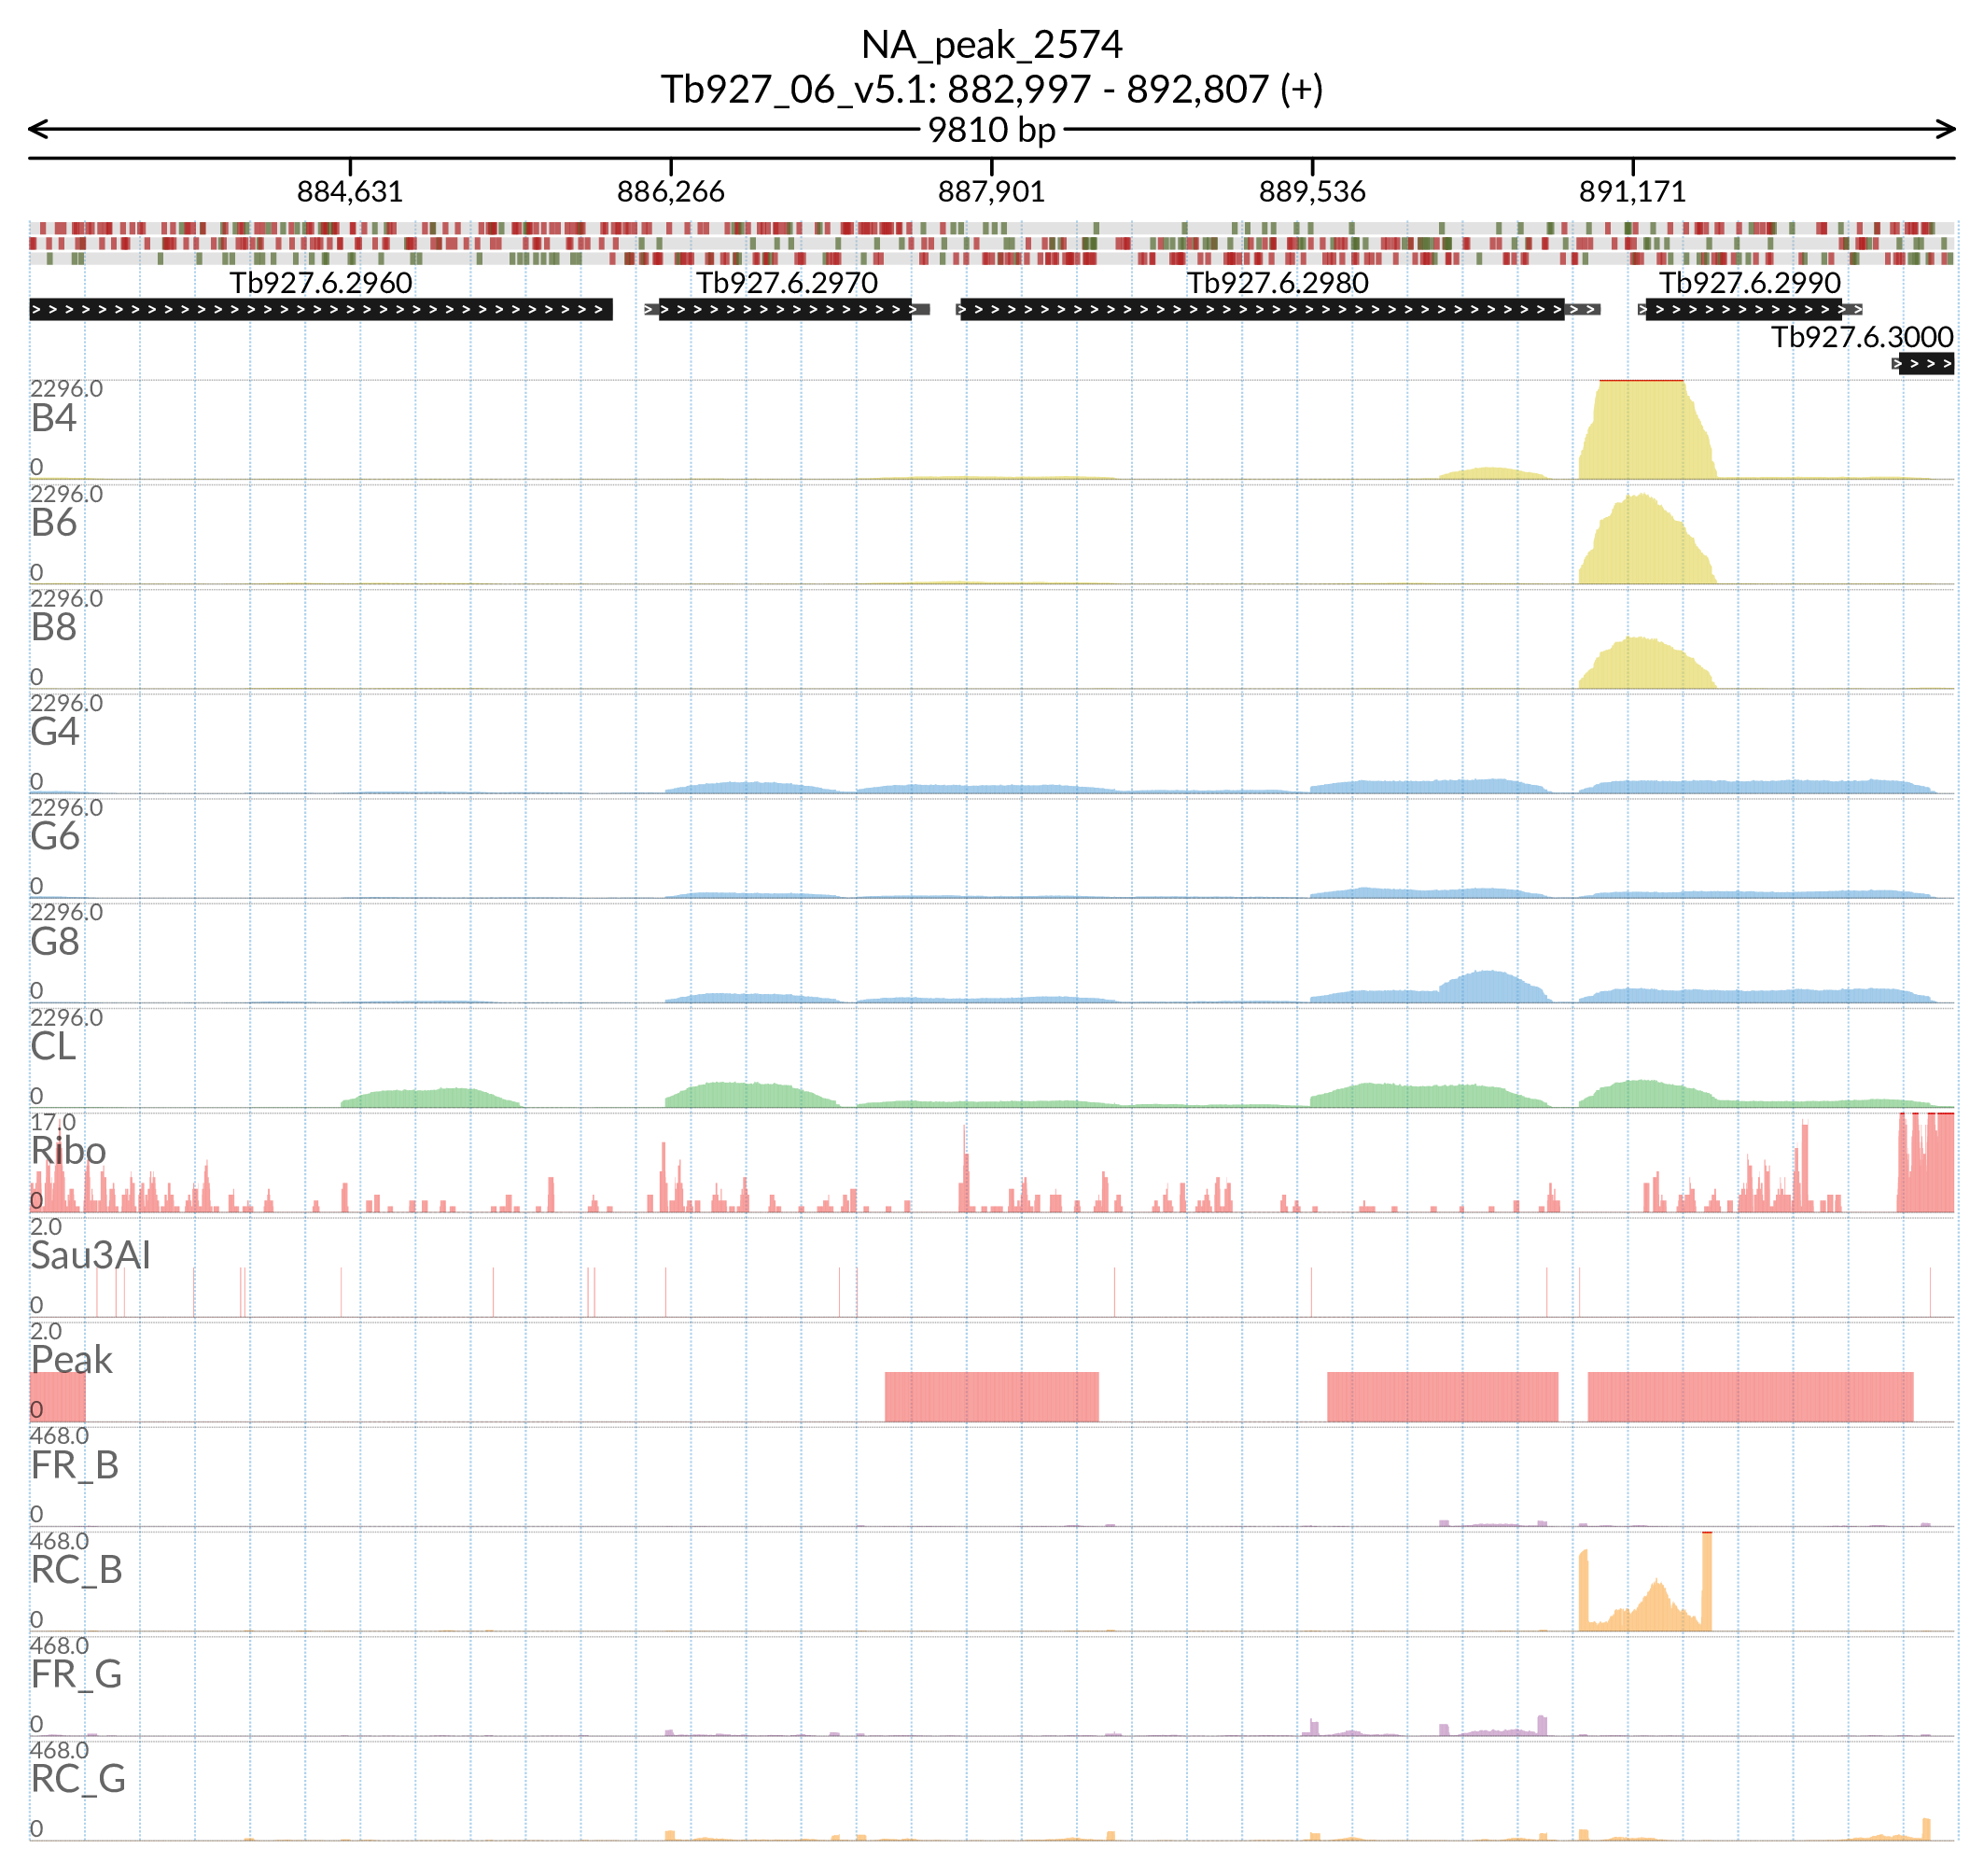 NA_peak_2574
Tb927_06_v5.1: 882,997 - 892,807 (+)
9810 bp
884,631 886,266 887,901 889,536 891,171
Tb927.6.2960 Tb927.6.2970 Tb927.6.2980 Tb927.6.2990
Tb927.6.3000
2296.0
B4
0
2296.0
B6
0
2296.0
B8
0
2296.0
G4
0
2296.0
G6
0
2296.0
G8
0
2296.0
CL
0
17.0
Ribo
0
2.0
Sau3AI
0
2.0
Peak
0
468.0
FR_B
0
468.0
RC_B
0
468.0
FR_G
0
468.0
RC_G
0